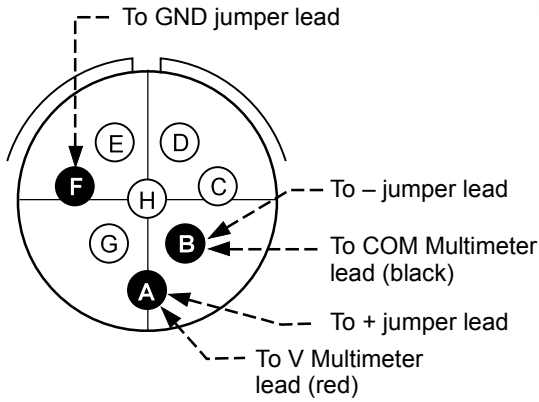 To GND jumper lead
E
D
F
H
C
G
B
A
To – jumper lead
To COM Multimeter
lead (black)
To + jumper lead
To V Multimeter
lead (red)